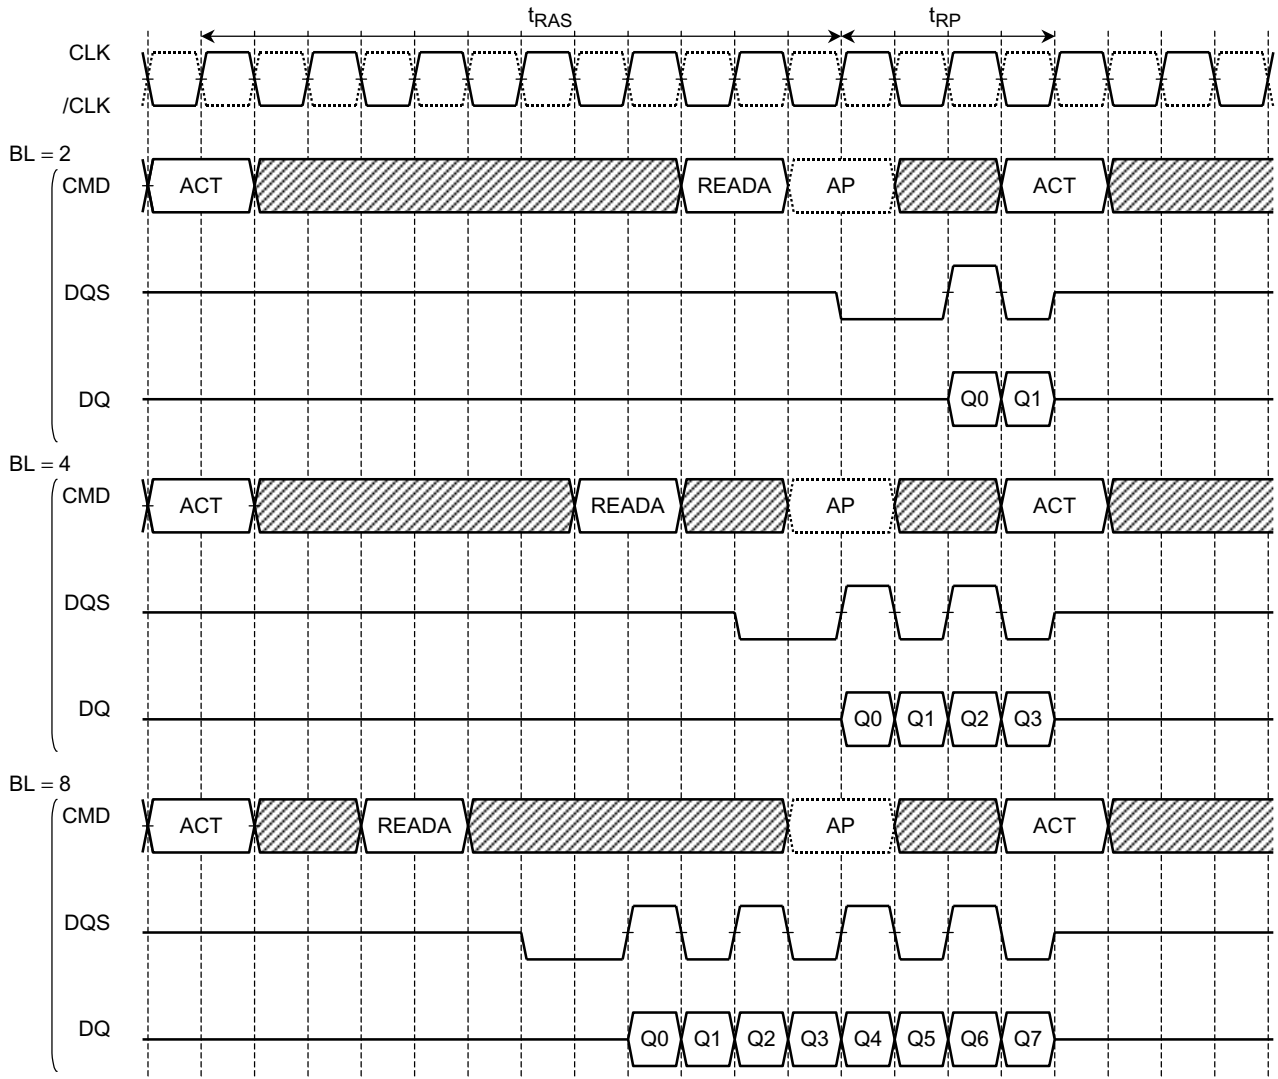 tRAS tRP
CLK
/CLK
BL = 2
CMD ACT READA AP ACT
DQS
DQ Q0 Q1
BL = 4
CMD ACT READA AP ACT
DQS
DQ Q0 Q1 Q2 Q3
BL = 8
CMD ACT READA AP ACT
DQS
DQ Q0 Q1 Q2 Q3 Q4 Q5 Q6 Q7